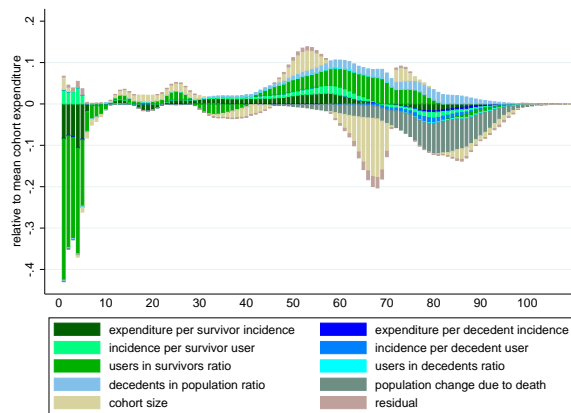 .2
.1
0
-.1
-.2
-.3
-.4
relative to mean cohort expenditure
0 10 20 30 40 50 60 70 80 90 100
expenditure per survivor incidence
expenditure per decedent incidence
incidence per survivor user
incidence per decedent user
users in survivors ratio
users in decedents ratio
decedents in population ratio
population change due to death
cohort size
residual